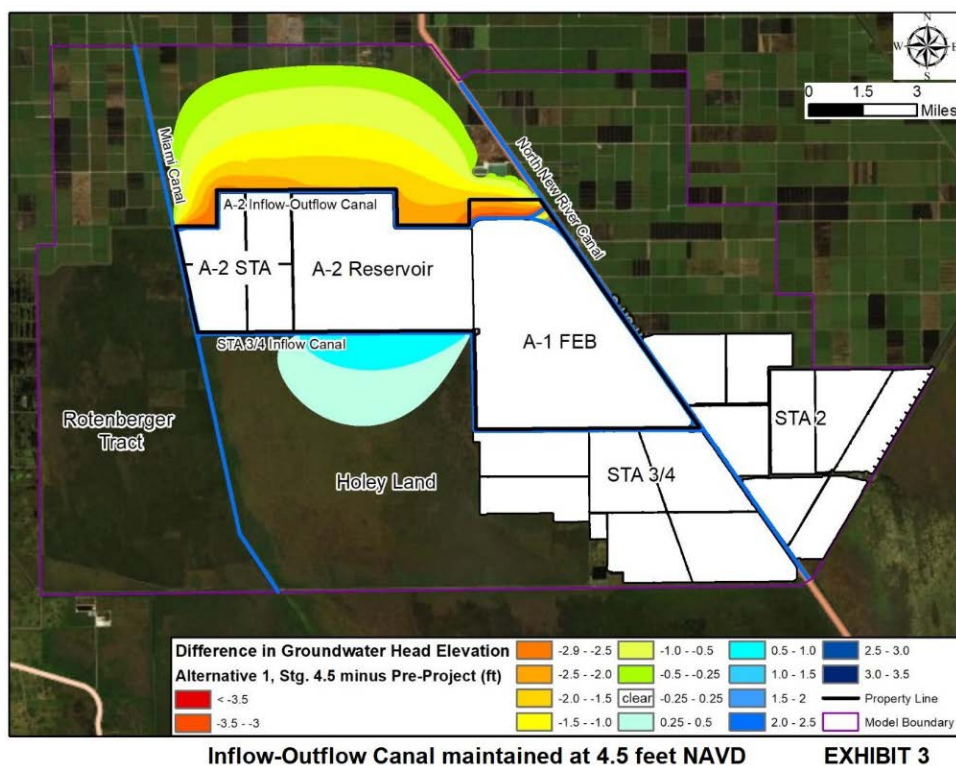 N
W E
S
0 1.5 3
Miles
Miami Canal
North New River Canal
A-2 Inflow-Outflow Canal
A-2 STA
A-2 Reservoir
A-1 FEB
STA 3/4 Inflow Canal
Rotenberger
Tract
Holey Land
STA 2
STA 3/4
Difference in Groundwater Head Elevation
Alternative 1, Stg. 4.5 minus Pre-Project (ft)
< -3.5
-3.5 - -3
-2.9 - -2.5
-2.5 - -2.0
-2.0 - -1.5
-1.5 - -1.0
-1.0 - -0.5
-0.5 - -0.25
clear -0.25 - 0.25
0.25 - 0.5
0.5 - 1.0
1.0 - 1.5
1.5 - 2
2.0 - 2.5
2.5 - 3.0
3.0 - 3.5
Property Line
Model Boundary
Inflow-Outflow Canal maintained at 4.5 feet NAVD EXHIBIT 3